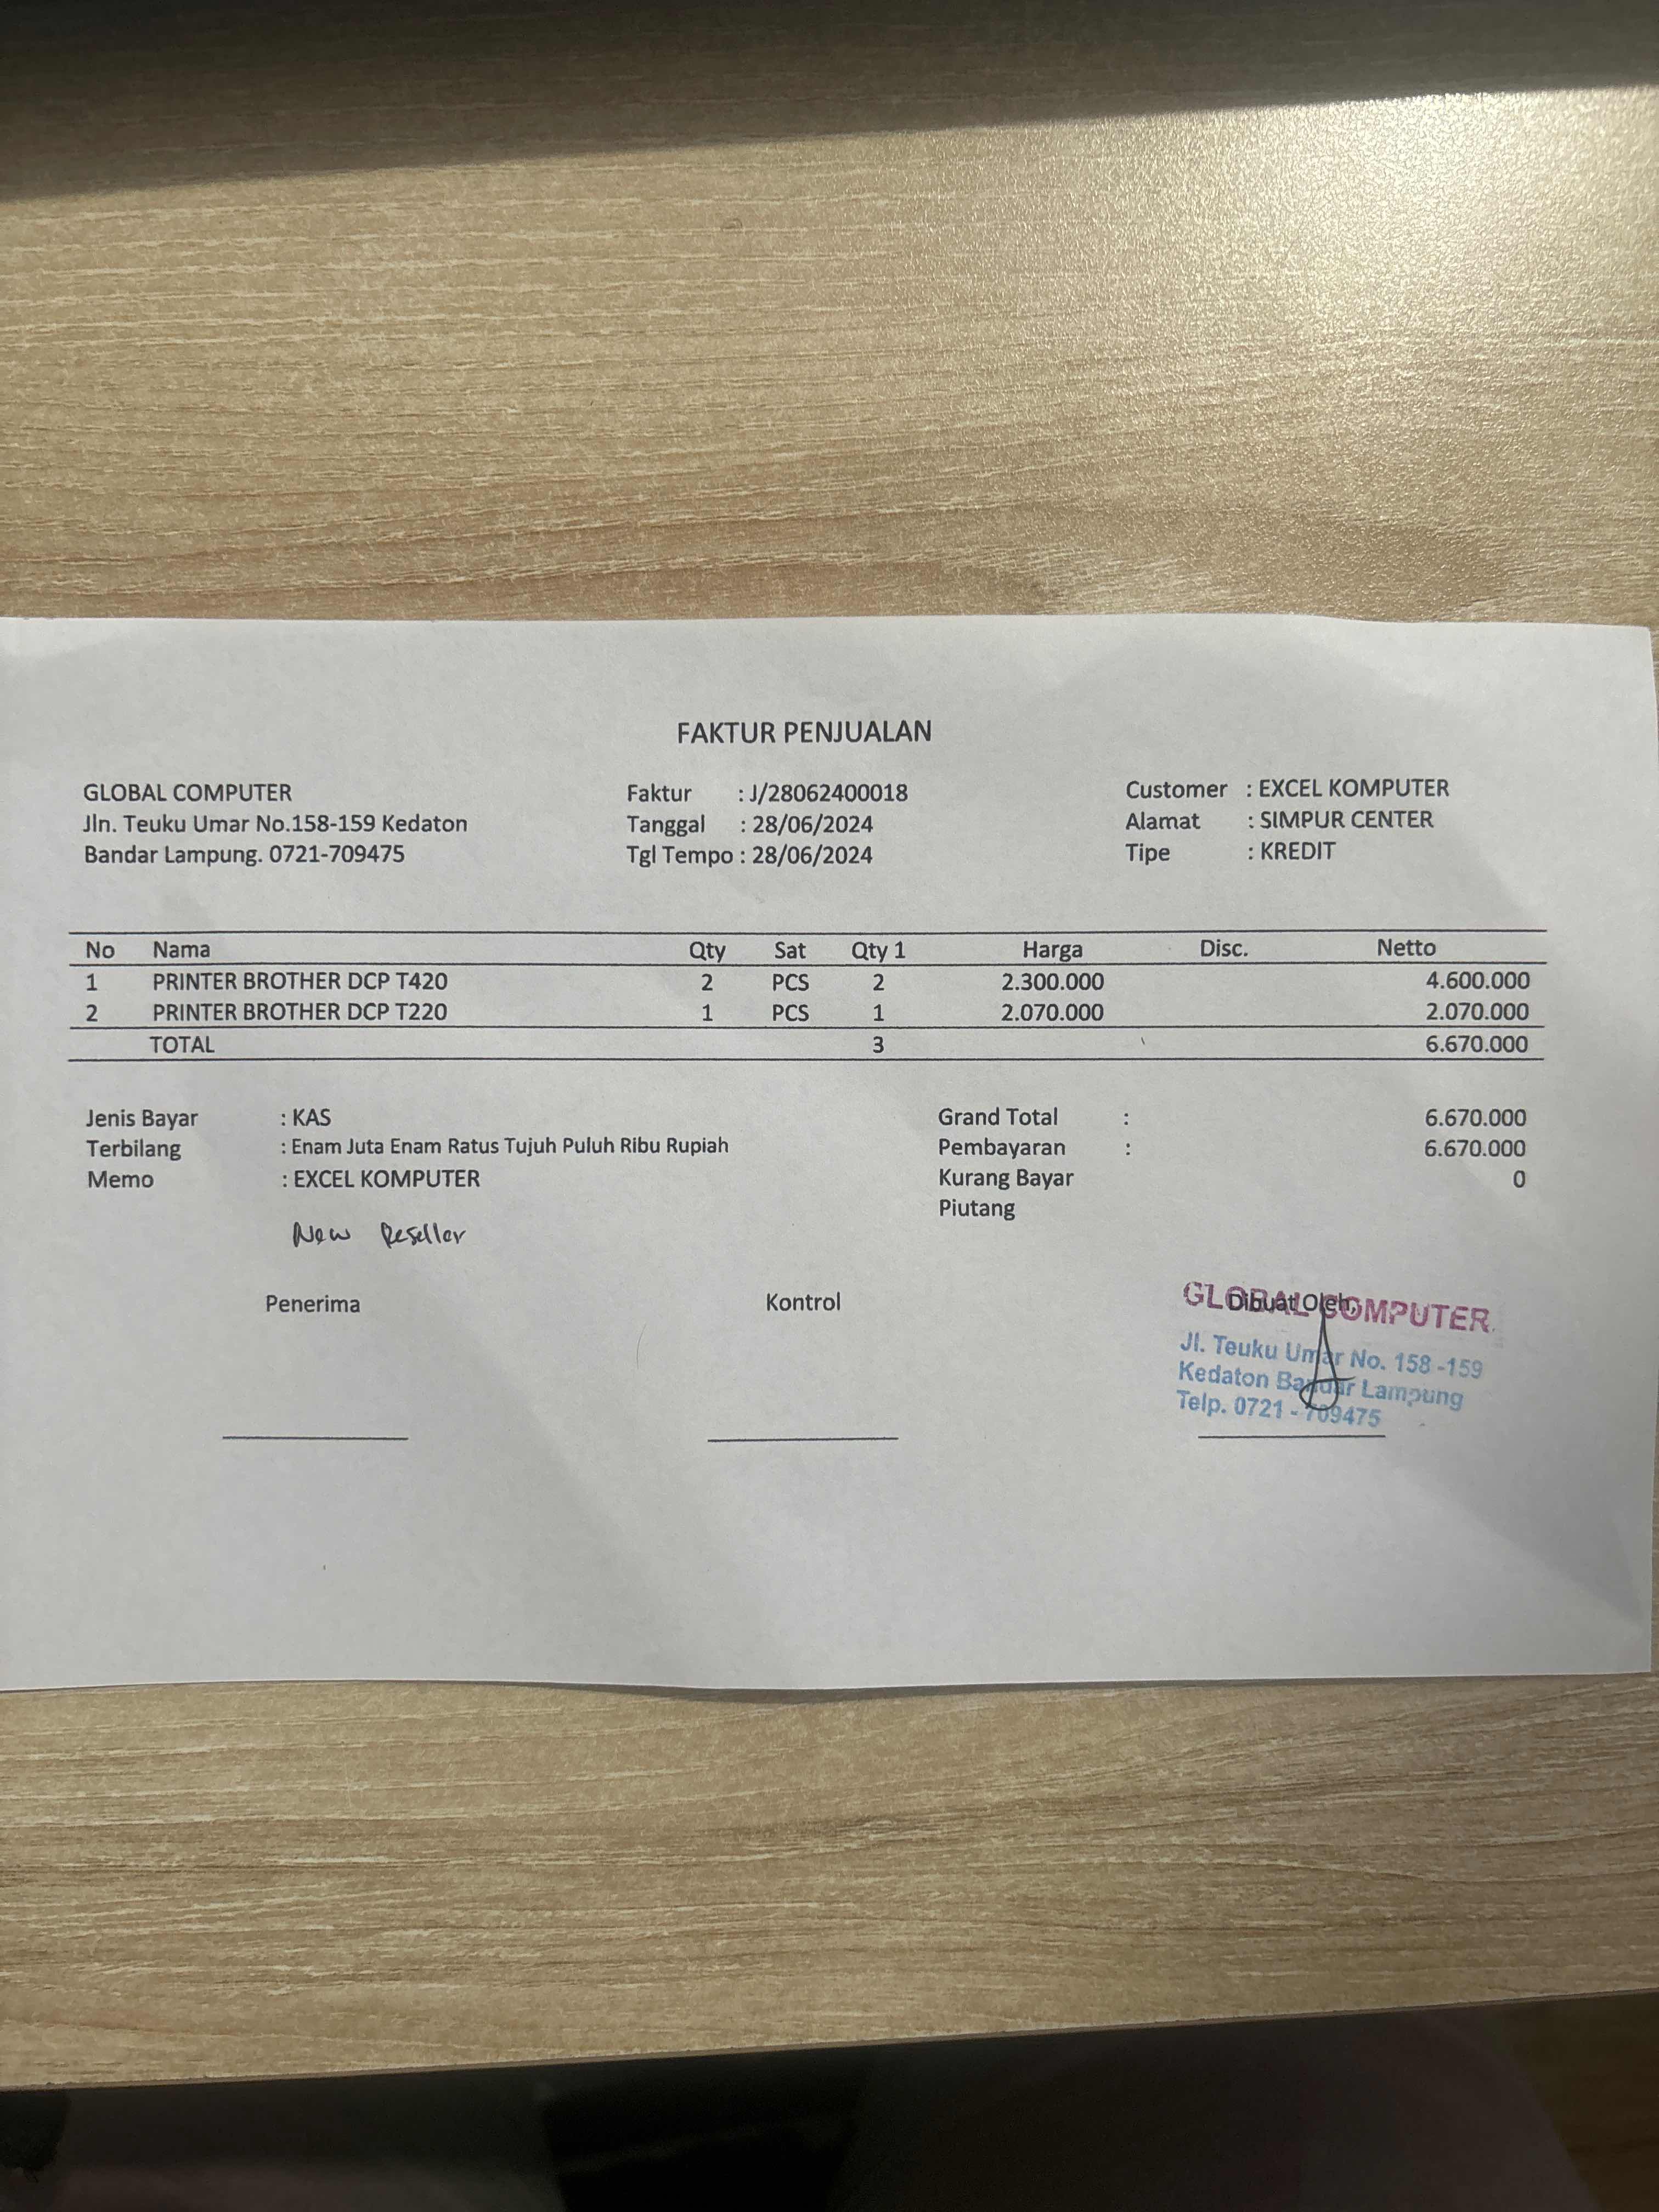 FAKTUR PENJUALAN
GLOBAL COMPUTER
Jln. Teuku Umar No.158-159 Kedaton
Bandar Lampung. 0721-709475
Faktur : J/28062400018
Tanggal : 28/06/2024
Tgl Tempo : 28/06/2024
Customer : EXCEL KOMPUTER
Alamat : SIMPUR CENTER
Tipe : KREDIT
No Nama Qty Sat Qty 1 Harga Disc. Netto
1 PRINTER BROTHER DCP T420 2 PCS 2 2.300.000 4.600.000
2 PRINTER BROTHER DCP T220 1 PCS 1 2.070.000 2.070.000
TOTAL 3 6.670.000
Jenis Bayar : KAS
Terbilang : Enam Juta Enam Ratus Tujuh Puluh Ribu Rupiah
Memo : EXCEL KOMPUTER
New Reseller
Grand Total : 6.670.000
Pembayaran : 6.670.000
Kurang Bayar 0
Piutang
Penerima
Kontrol
Dibuat Oleh,
GLOBAL COMPUTER
Jl. Teuku Umar No. 158 -159
Kedaton Bandar Lampung
Telp. 0721 - 709475